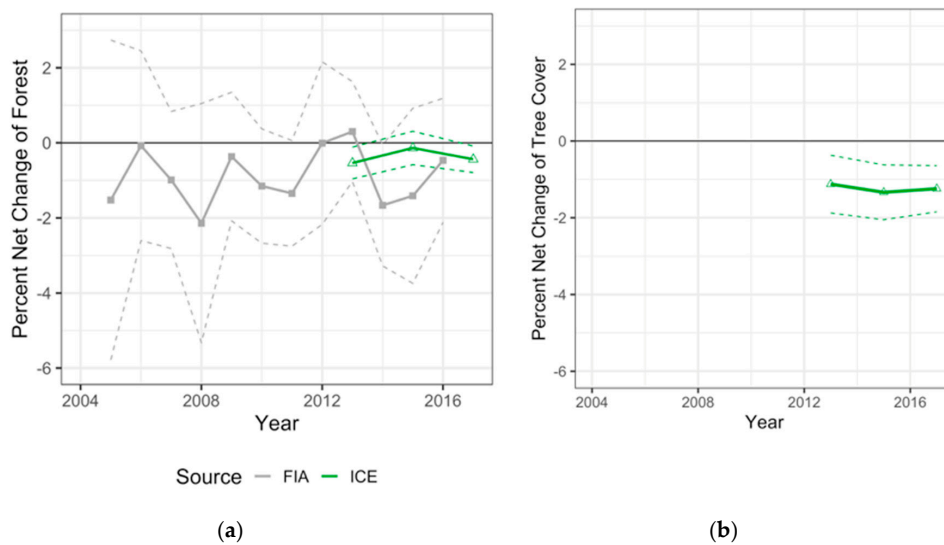 Percent Net Change of Forest
2
0
-2
-4
-6
2004
2008
2012
2016
Year
Source FIA ICE
(a)
Percent Net Change of Tree Cover
2
0
-2
-4
-6
2004
2008
2012
2016
Year
(b)